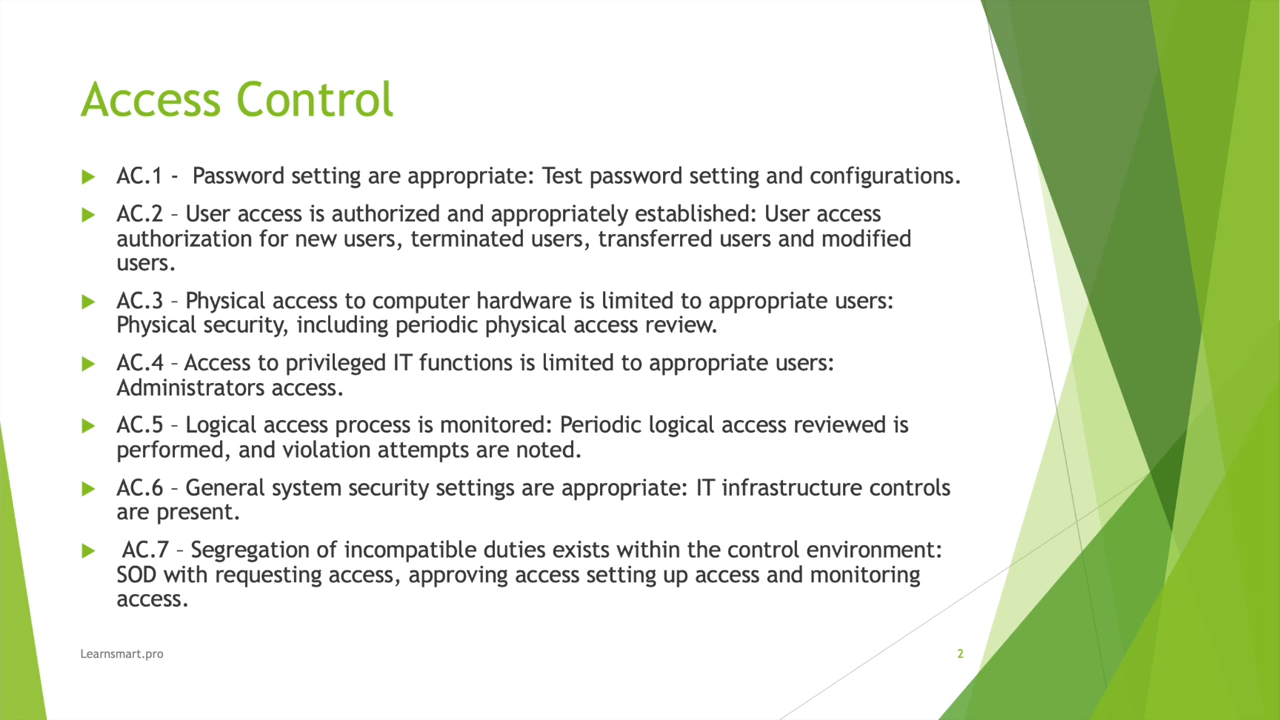 Access Control
AC.1 -  Password setting are appropriate: Test password setting and configurations.
AC.2 – User access is authorized and appropriately established: User access
authorization for new users, terminated users, transferred users and modified
users.
AC.3 – Physical access to computer hardware is limited to appropriate users:
Physical security, including periodic physical access review.
AC.4 – Access to privileged IT functions is limited to appropriate users:
Administrators access.
AC.5 – Logical access process is monitored: Periodic logical access reviewed is
performed, and violation attempts are noted.
AC.6 – General system security settings are appropriate: IT infrastructure controls
are present.
AC.7 – Segregation of incompatible duties exists within the control environment:
SOD with requesting access, approving access setting up access and monitoring
access.
Learnsmart.pro
2